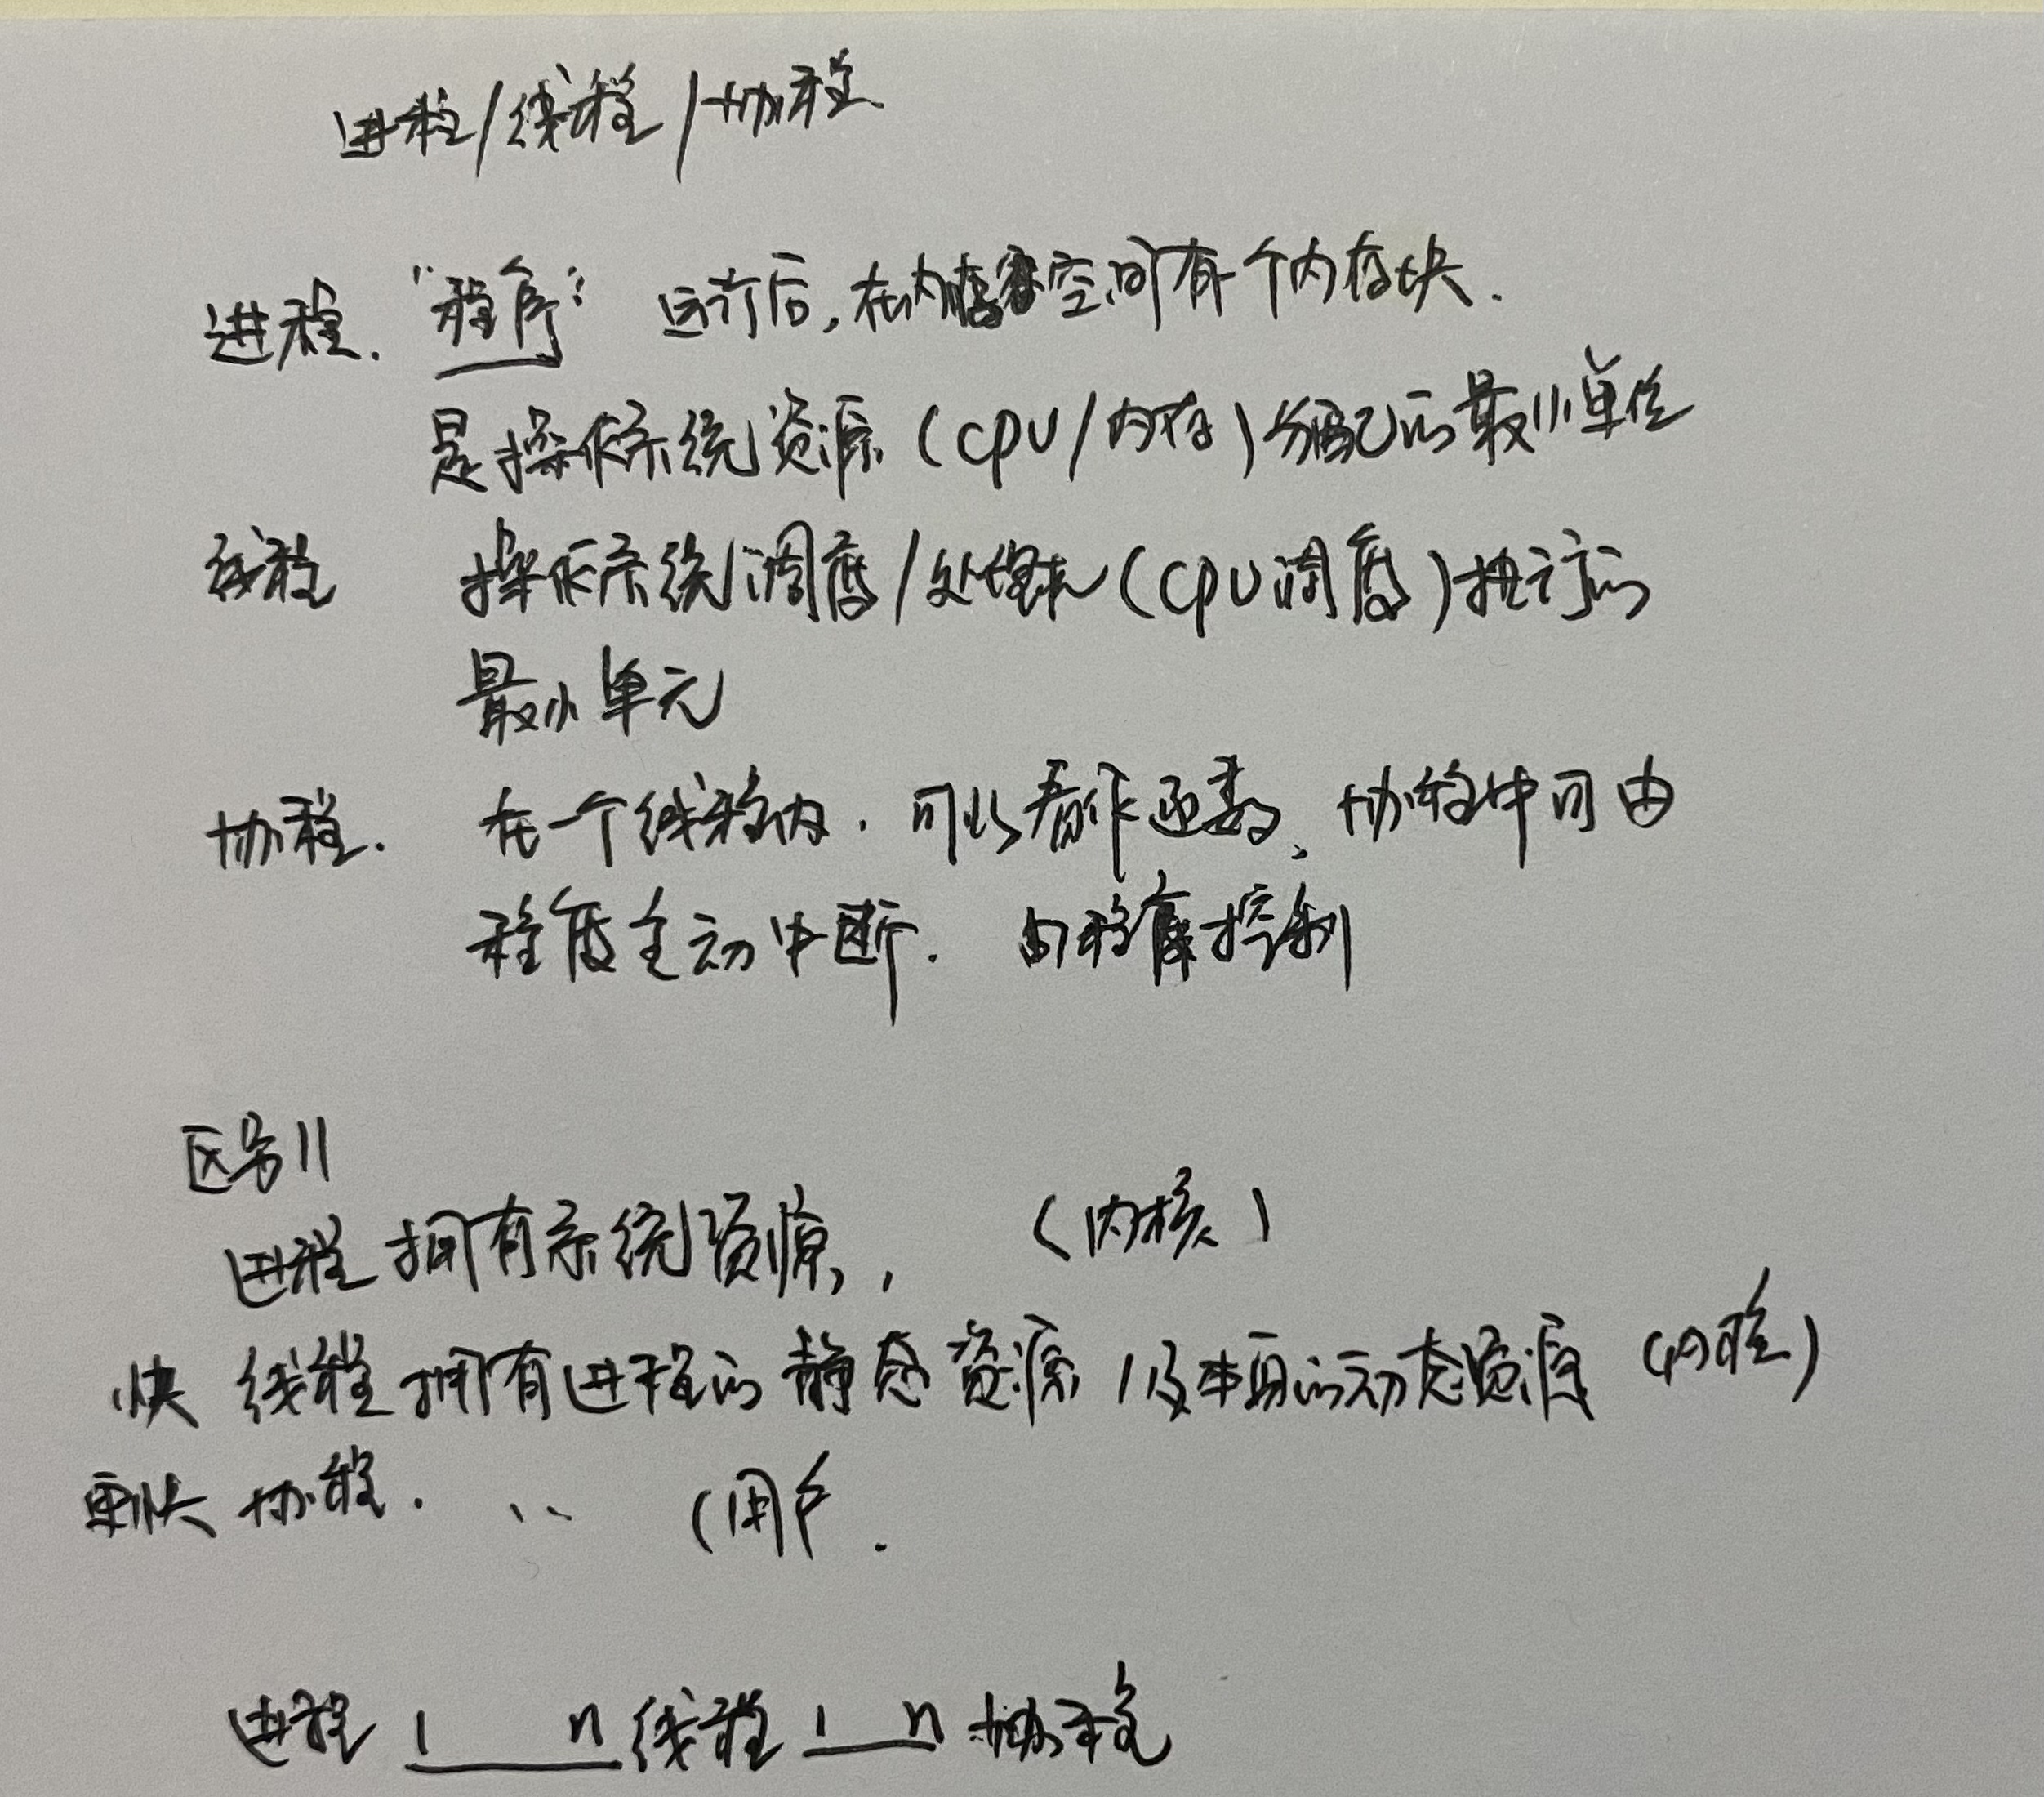 进程/线程/协程
进程. "程序" 运行后,在内存空间有个内存块.
是操作系统资源(CPU/内存)分配的最小单位
线程 操作系统调度/处理机(CPU调度)执行的
最小单元
协程. 在一个线程内. 可以看作函数、协程中可由
程度主动中断. 由程序控制
区别
进程拥有系统资源, (内核)
快 线程拥有进程的静态资源/及本身的动态资源 (内核)
更快 协程. .. (用户.
进程 1 n 线程 1 n 协程